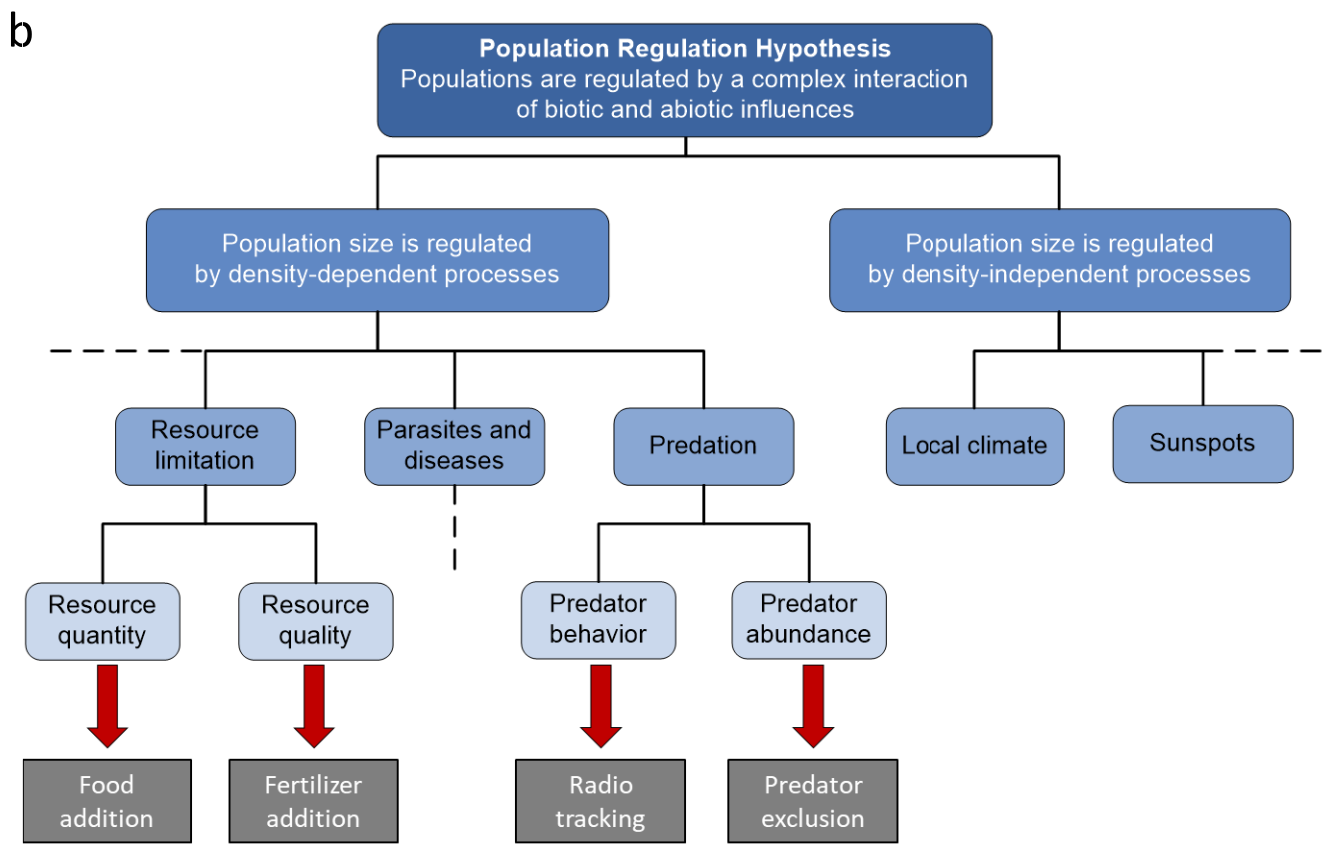 b
Population Regulation Hypothesis
Populations are regulated by a complex interaction
of biotic and abiotic influences
Population size is regulated
by density-dependent processes
Population size is regulated
by density-independent processes
Resource
limitation
Parasites and
diseases
Predation
Local climate
Sunspots
Resource
quantity
Resource
quality
Predator
behavior
Predator
abundance
Food
addition
Fertilizer
addition
Radio
tracking
Predator
exclusion